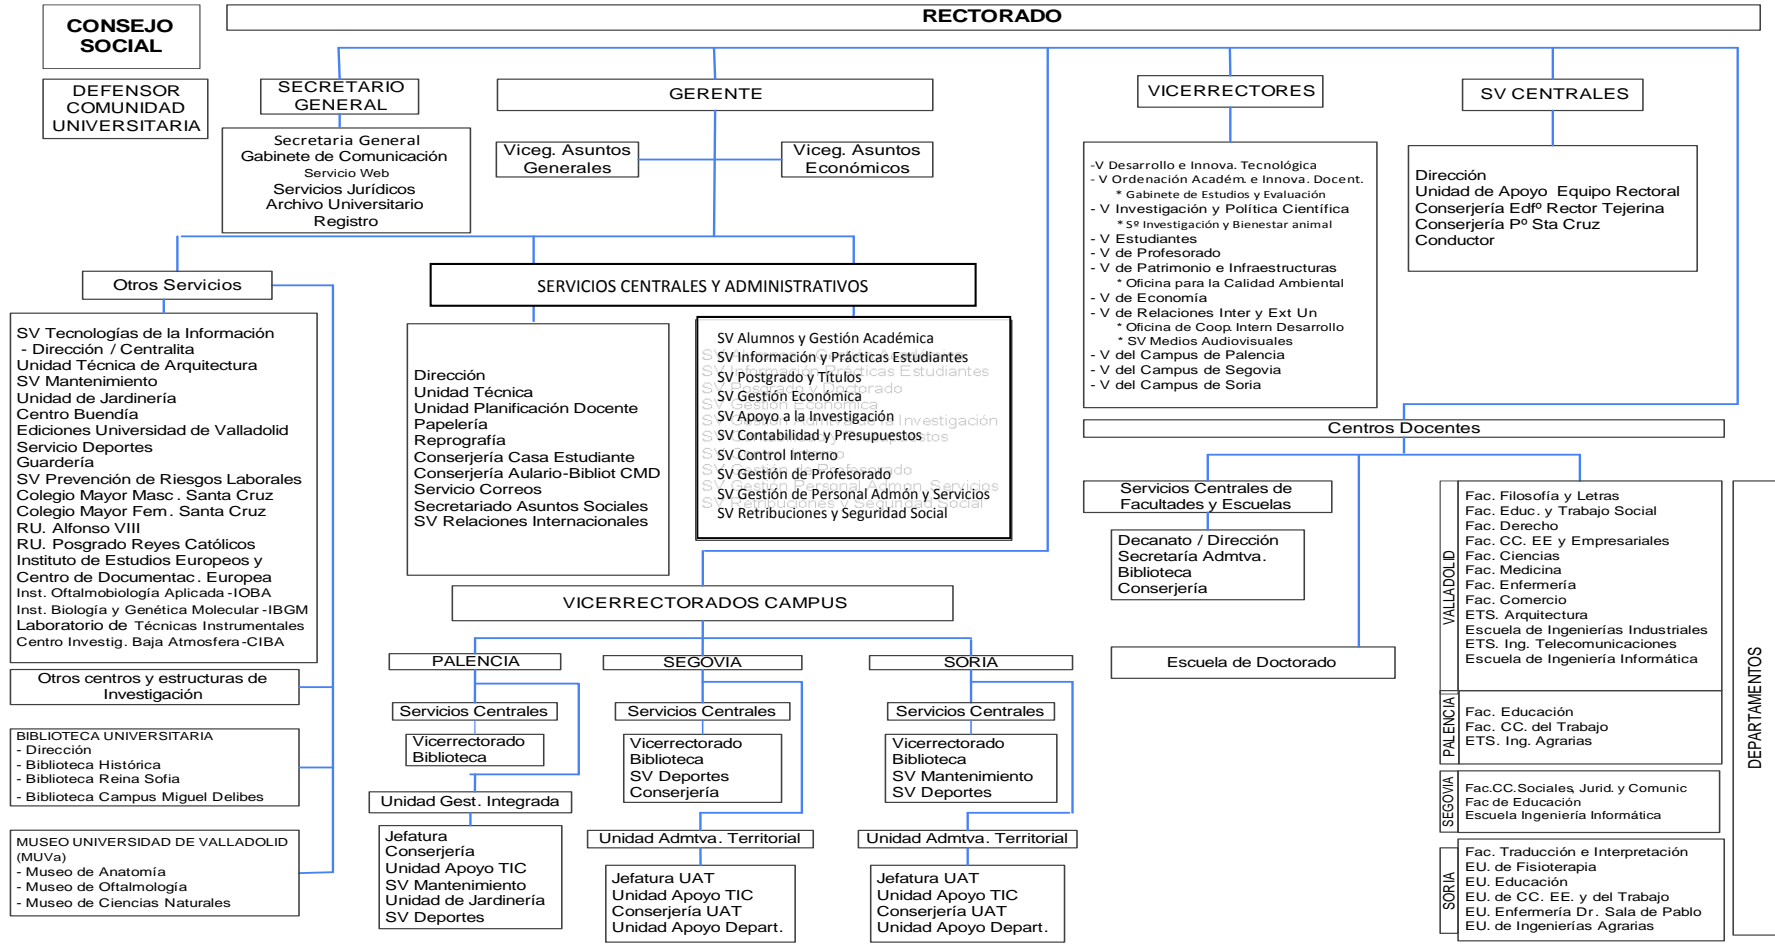 CONSEJO
SOCIAL
RECTORADO
DEFENSOR
COMUNIDAD
UNIVERSITARIA
SECRETARIO
GENERAL
GERENTE
VICERRECTORES
SV CENTRALES
Secretaria General
Gabinete de Comunicación
Servicio Web
Servicios Jurídicos
Archivo Universitario
Registro
Viceg. Asuntos
Generales
Viceg. Asuntos
Económicos
-V Desarrollo e Innova. Tecnológica
- V Ordenación Académ. e Innova. Docent.
* Gabinete de Estudios y Evaluación
- V Investigación y Política Científica
* Sº Investigación y Bienestar animal
- V Estudiantes
- V de Profesorado
- V de Patrimonio e Infraestructuras
* Oficina para la Calidad Ambiental
- V de Economía
- V de Relaciones Inter y Ext Un
* Oficina de Coop. Intern Desarrollo
* SV Medios Audiovisuales
- V del Campus de Palencia
- V del Campus de Segovia
- V del Campus de Soria
Dirección
Unidad de Apoyo Equipo Rectoral
Conserjería Edfº Rector Tejerina
Conserjería Pº Sta Cruz
Conductor
Otros Servicios
SERVICIOS CENTRALES Y ADMINISTRATIVOS
SV Tecnologías de la Información
- Dirección / Centralita
Unidad Técnica de Arquitectura
SV Mantenimiento
Unidad de Jardinería
Centro Buendía
Ediciones Universidad de Valladolid
Servicio Deportes
Guardería
SV Prevención de Riesgos Laborales
Colegio Mayor Masc. Santa Cruz
Colegio Mayor Fem. Santa Cruz
RU. Alfonso VIII
RU. Posgrado Reyes Católicos
Instituto de Estudios Europeos y
Centro de Documentac. Europea
Inst. Oftalmobiología Aplicada -IOBA
Inst. Biología y Genética Molecular -IBGM
Laboratorio de Técnicas Instrumentales
Centro Investig. Baja Atmosfera-CIBA
Dirección
Unidad Técnica
Unidad Planificación Docente
Papelería
Reprografía
Conserjería Casa Estudiante
Conserjería Aulario-Bibliot CMD
Servicio Correos
Secretariado Asuntos Sociales
SV Relaciones Internacionales
SV Alumnos y Gestión Académica
SV Información y Prácticas Estudiantes
SV Postgrado y Títulos
SV Gestión Económica
SV Apoyo a la Investigación
SV Contabilidad y Presupuestos
SV Control Interno
SV Gestión de Profesorado
SV Gestión de Personal Admón y Servicios
SV Retribuciones y Seguridad Social
Otros centros y estructuras de
Investigación
BIBLIOTECA UNIVERSITARIA
- Dirección
- Biblioteca Histórica
- Biblioteca Reina Sofia
- Biblioteca Campus Miguel Delibes
MUSEO UNIVERSIDAD DE VALLADOLID
(MUVa)
- Museo de Anatomía
- Museo de Oftalmología
- Museo de Ciencias Naturales
VICERRECTORADOS CAMPUS
PALENCIA
Servicios Centrales
Vicerrectorado
Biblioteca
Unidad Gest. Integrada
Jefatura
Conserjería
Unidad Apoyo TIC
SV Mantenimiento
Unidad de Jardinería
SV Deportes
SEGOVIA
Servicios Centrales
Vicerrectorado
Biblioteca
SV Deportes
Conserjería
Unidad Admtva. Territorial
Jefatura UAT
Unidad Apoyo TIC
Conserjería UAT
Unidad Apoyo Depart.
SORIA
Servicios Centrales
Vicerrectorado
Biblioteca
SV Mantenimiento
SV Deportes
Unidad Admtva. Territorial
Jefatura UAT
Unidad Apoyo TIC
Conserjería UAT
Unidad Apoyo Depart.
Centros Docentes
Servicios Centrales de
Facultades y Escuelas
Decanato / Dirección
Secretaría Admtva.
Biblioteca
Conserjería
Escuela de Doctorado
VALLADOLID
Fac. Filosofía y Letras
Fac. Educ. y Trabajo Social
Fac. Derecho
Fac. CC. EE y Empresariales
Fac. Ciencias
Fac. Medicina
Fac. Enfermería
Fac. Comercio
ETS. Arquitectura
Escuela de Ingenierías Industriales
ETS. Ing. Telecomunicaciones
Escuela de Ingeniería Informática
PALENCIA
Fac. Educación
Fac. CC. del Trabajo
ETS. Ing. Agrarias
SEGOVIA
Fac.CC.Sociales, Jurid. y Comunic
Fac de Educación
Escuela Ingeniería Informática
SORIA
Fac. Traducción e Interpretación
EU. de Fisioterapia
EU. Educación
EU. de CC. EE. y del Trabajo
EU. Enfermería Dr. Sala de Pablo
EU. de Ingenierías Agrarias
DEPARTAMENTOS